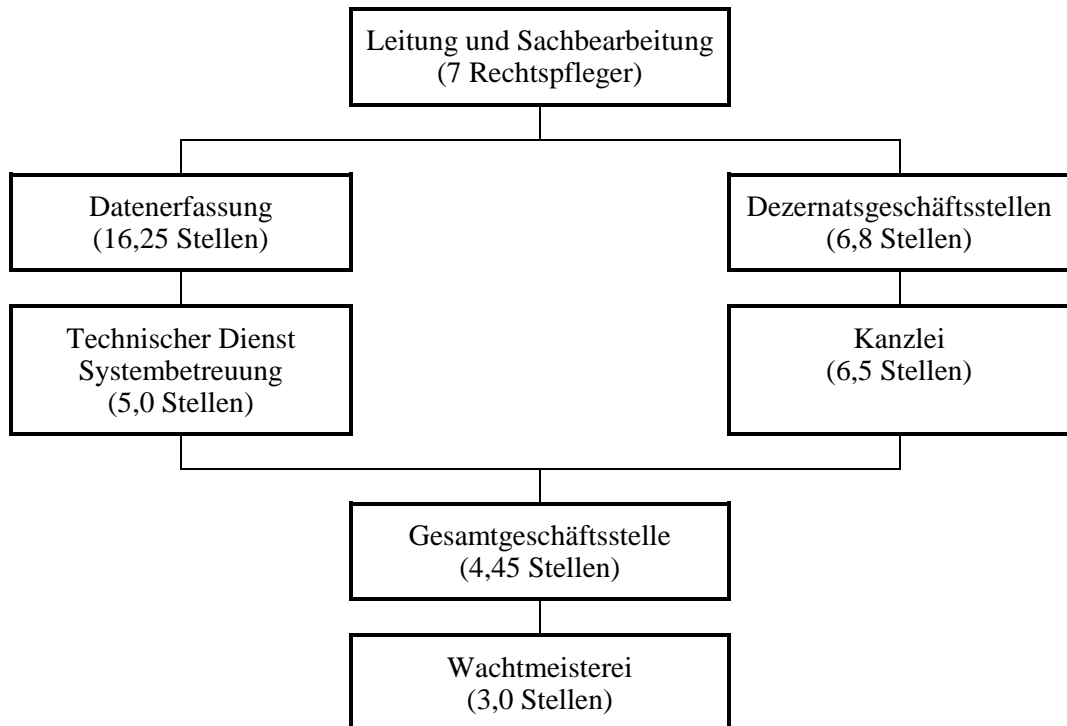 Leitung und Sachbearbeitung
(7 Rechtspfleger)
Datenerfassung
(16,25 Stellen)
Dezernatsgeschäftsstellen
(6,8 Stellen)
Technischer Dienst
Systembetreuung
(5,0 Stellen)
Kanzlei
(6,5 Stellen)
Gesamtgeschäftsstelle
(4,45 Stellen)
Wachtmeisterei
(3,0 Stellen)